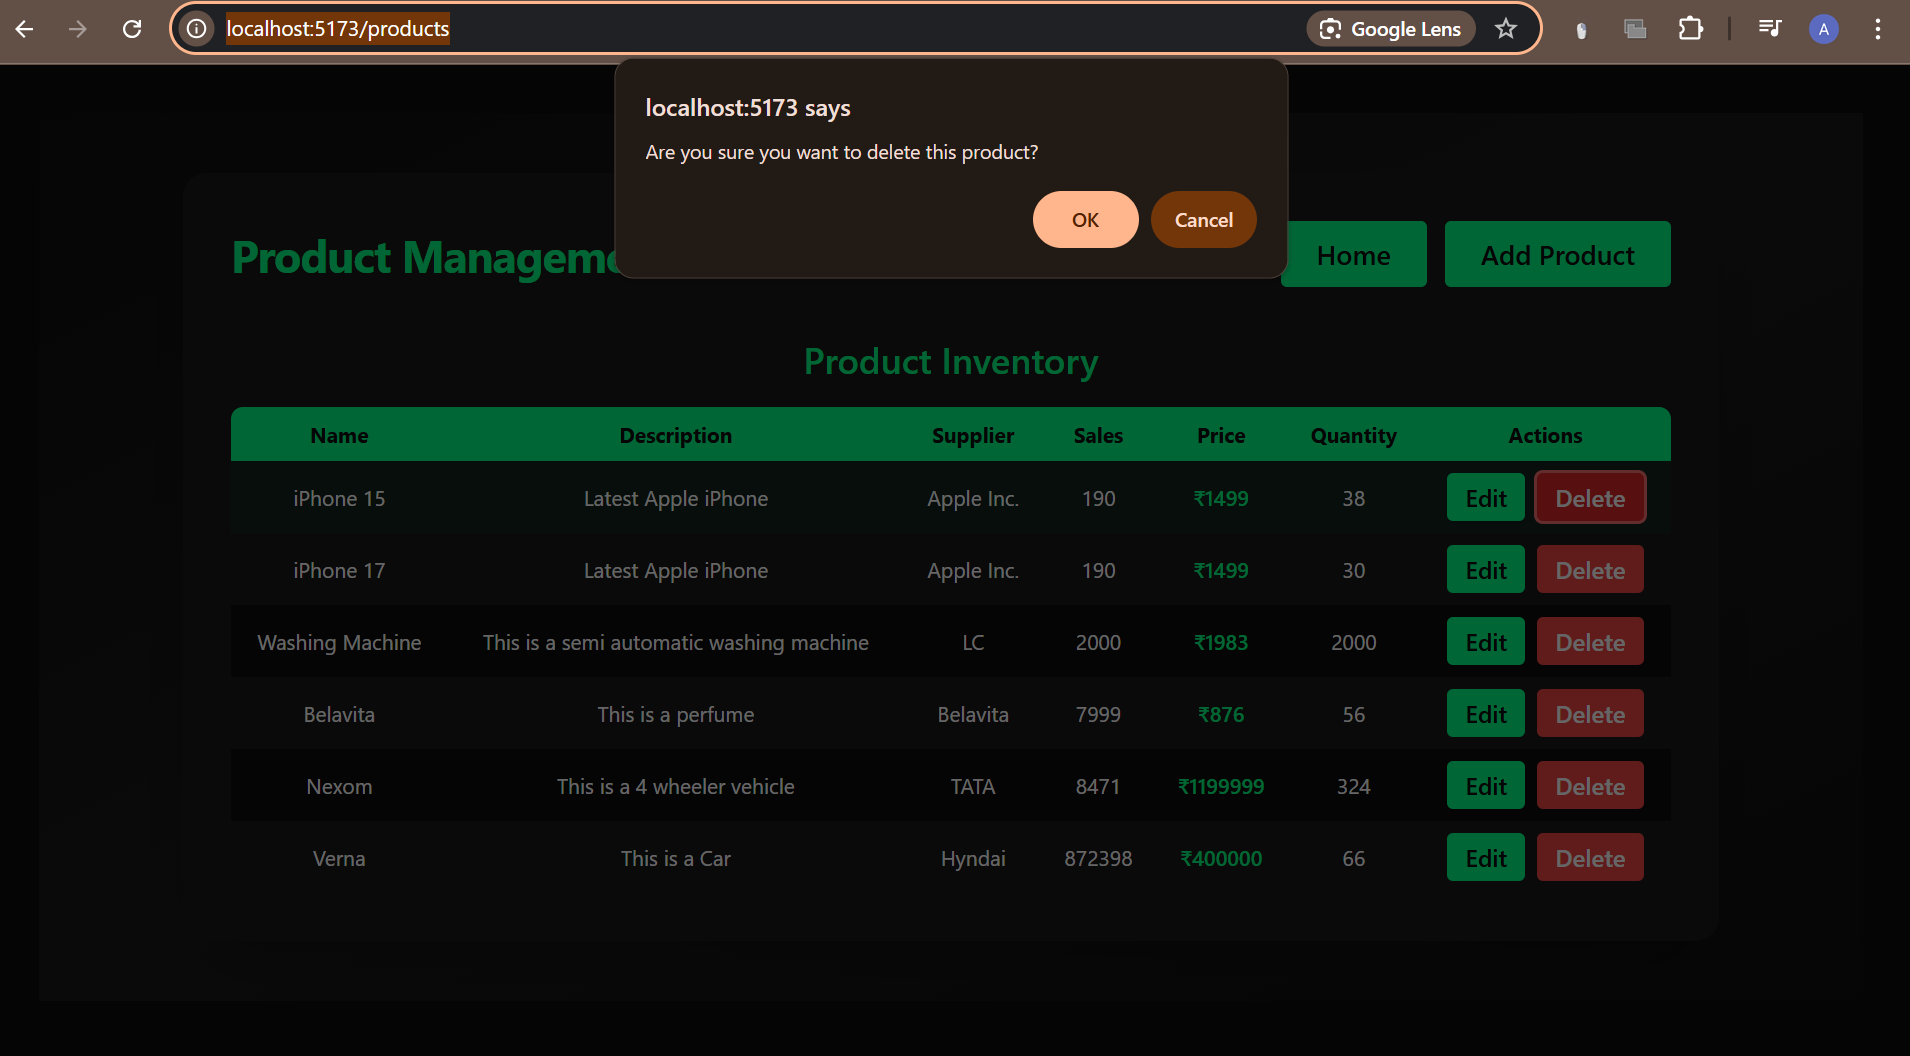 localhost:5173/products
Google Lens
A
localhost:5173 says
Are you sure you want to delete this product?
OK Cancel
Product Manageme
Home Add Product
Product Inventory
Name Description Supplier Sales Price Quantity Actions
iPhone 15 Latest Apple iPhone Apple Inc. 190 ₹1499 38 Edit Delete
iPhone 17 Latest Apple iPhone Apple Inc. 190 ₹1499 30 Edit Delete
Washing Machine This is a semi automatic washing machine LC 2000 ₹1983 2000 Edit Delete
Belavita This is a perfume Belavita 7999 ₹876 56 Edit Delete
Nexom This is a 4 wheeler vehicle TATA 8471 ₹1199999 324 Edit Delete
Verna This is a Car Hyndai 872398 ₹400000 66 Edit Delete